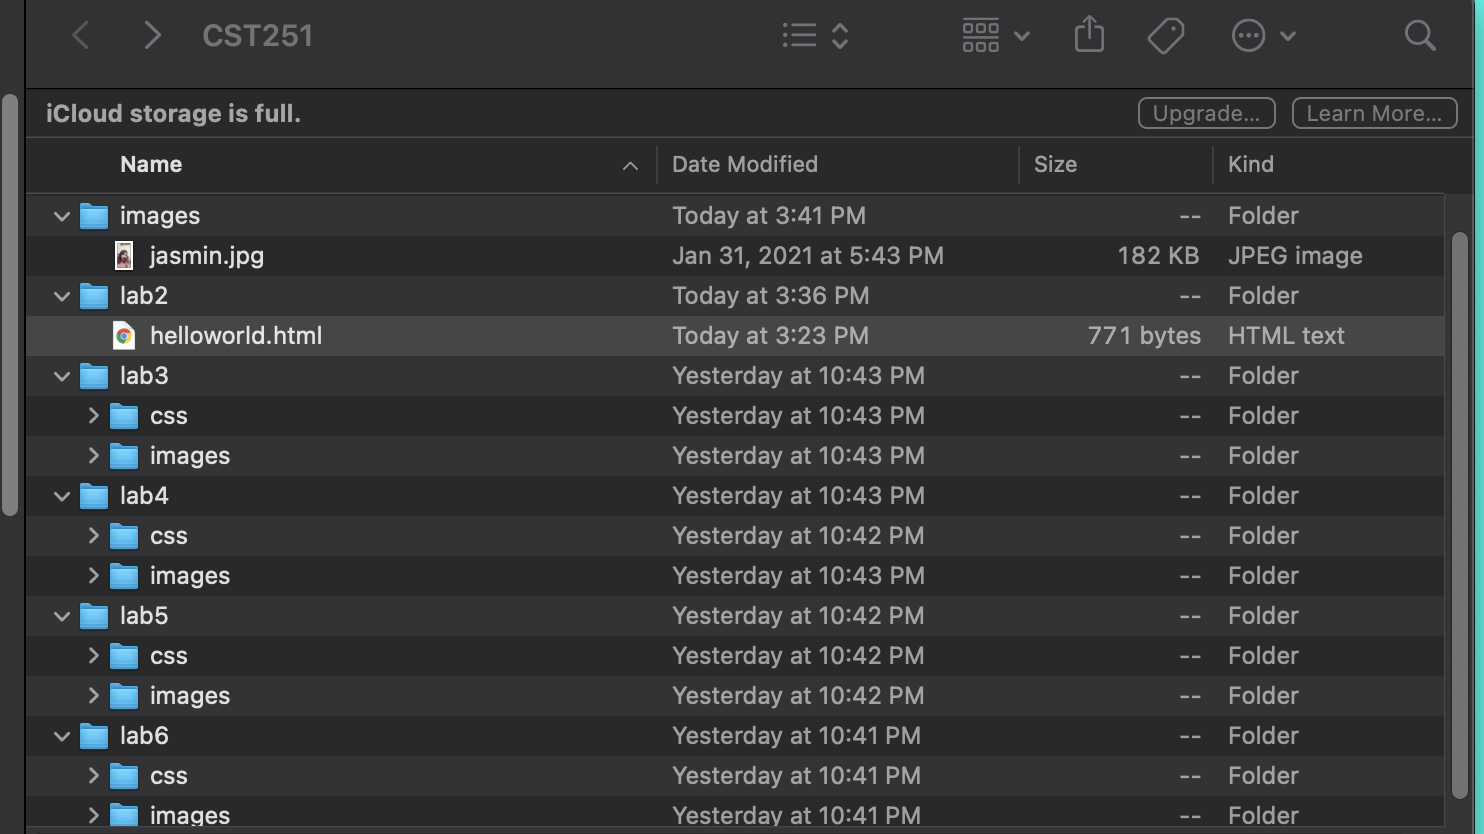 CST251
iCloud storage is full. Upgrade... Learn More...
Name Date Modified Size Kind
images Today at 3:41 PM -- Folder
jasmin.jpg Jan 31, 2021 at 5:43 PM 182 KB JPEG image
lab2 Today at 3:36 PM -- Folder
helloworld.html Today at 3:23 PM 771 bytes HTML text
lab3 Yesterday at 10:43 PM -- Folder
css Yesterday at 10:43 PM -- Folder
images Yesterday at 10:43 PM -- Folder
lab4 Yesterday at 10:43 PM -- Folder
css Yesterday at 10:42 PM -- Folder
images Yesterday at 10:43 PM -- Folder
lab5 Yesterday at 10:42 PM -- Folder
css Yesterday at 10:42 PM -- Folder
images Yesterday at 10:42 PM -- Folder
lab6 Yesterday at 10:41 PM -- Folder
css Yesterday at 10:41 PM -- Folder
images Yesterday at 10:41 PM -- Folder